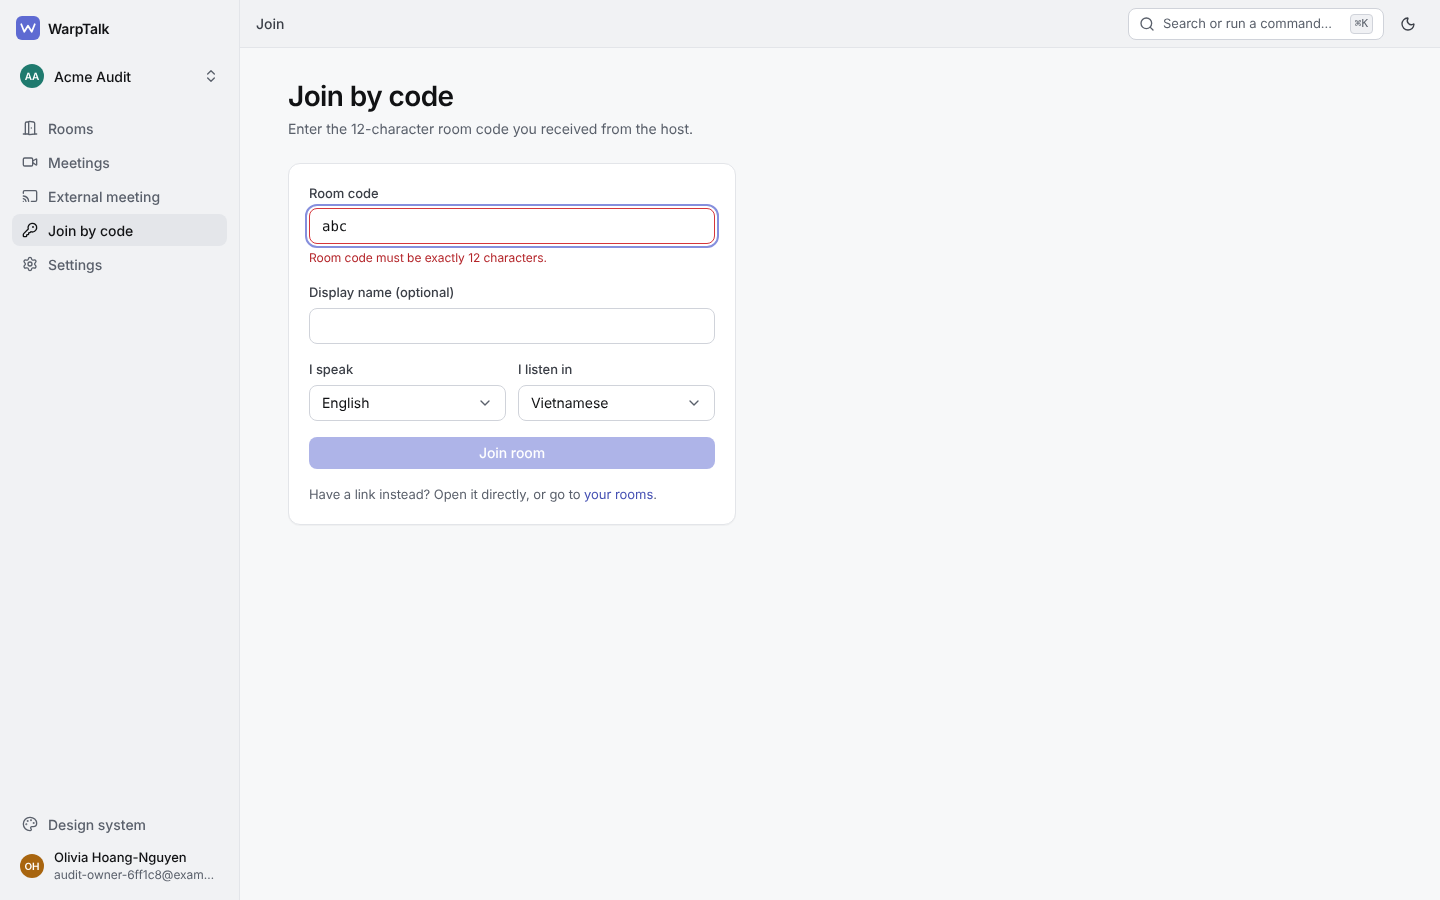 WarpTalk
AA
Acme Audit
Rooms
Meetings
External meeting
Join by code
Settings
Design system
OH
Olivia Hoang-Nguyen
audit-owner-6ff1c8@exam...
Join
Search or run a command...
⌘K
Join by code
Enter the 12-character room code you received from the host.
Room code
abc
Room code must be exactly 12 characters.
Display name (optional)
I speak
I listen in
English
Vietnamese
Join room
Have a link instead? Open it directly, or go to your rooms.